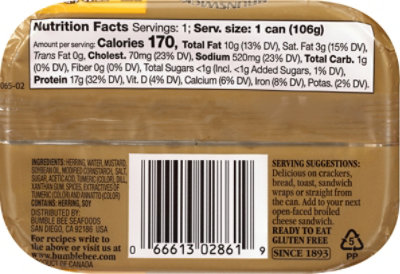 BRUNSWICK
Nutrition Facts Servings: 1; Serv. size: 1 can (106g)
Amount per serving: Calories 170, Total Fat 10g (13% DV), Sat. Fat 3g (15% DV),
Trans Fat 0g, Cholest. 70mg (23% DV), Sodium 520mg (23% DV), Total Carb. 1g
(0% DV), Fiber 0g (0% DV), Total Sugars <1g (Incl. <1g Added Sugars, 1% DV),
Protein 17g (32% DV), Vit. D (4% DV), Calcium (6% DV), Iron (8% DV), Potas. (2% DV).
065-02
INGREDIENTS: HERRING, WATER, MUSTARD,
SOYBEAN OIL, MODIFIED CORNSTARCH, SALT,
SUGAR, ACETIC ACID, TUMERIC (COLOR), DILL,
XANTHAN GUM, SPICES, EXTRACTIVES OF
TUMERIC (COLOR) AND ANNATTO (COLOR)
CONTAINS: HERRING, SOY
DISTRIBUTED BY:
BUMBLE BEE SEAFOODS
SAN DIEGO, CA 92186 USA
For recipes write to
the above or visit us at
www.bumblebee.com
PRODUCT OF CANADA
0 66613 02861 9
SERVING SUGGESTIONS:
Delicious on crackers,
bread, toast, sandwich
wraps or straight from
the can. Add to your next
open-faced broiled
cheese sandwich.
READY TO EAT
GLUTEN FREE
SINCE 1893
5
PP